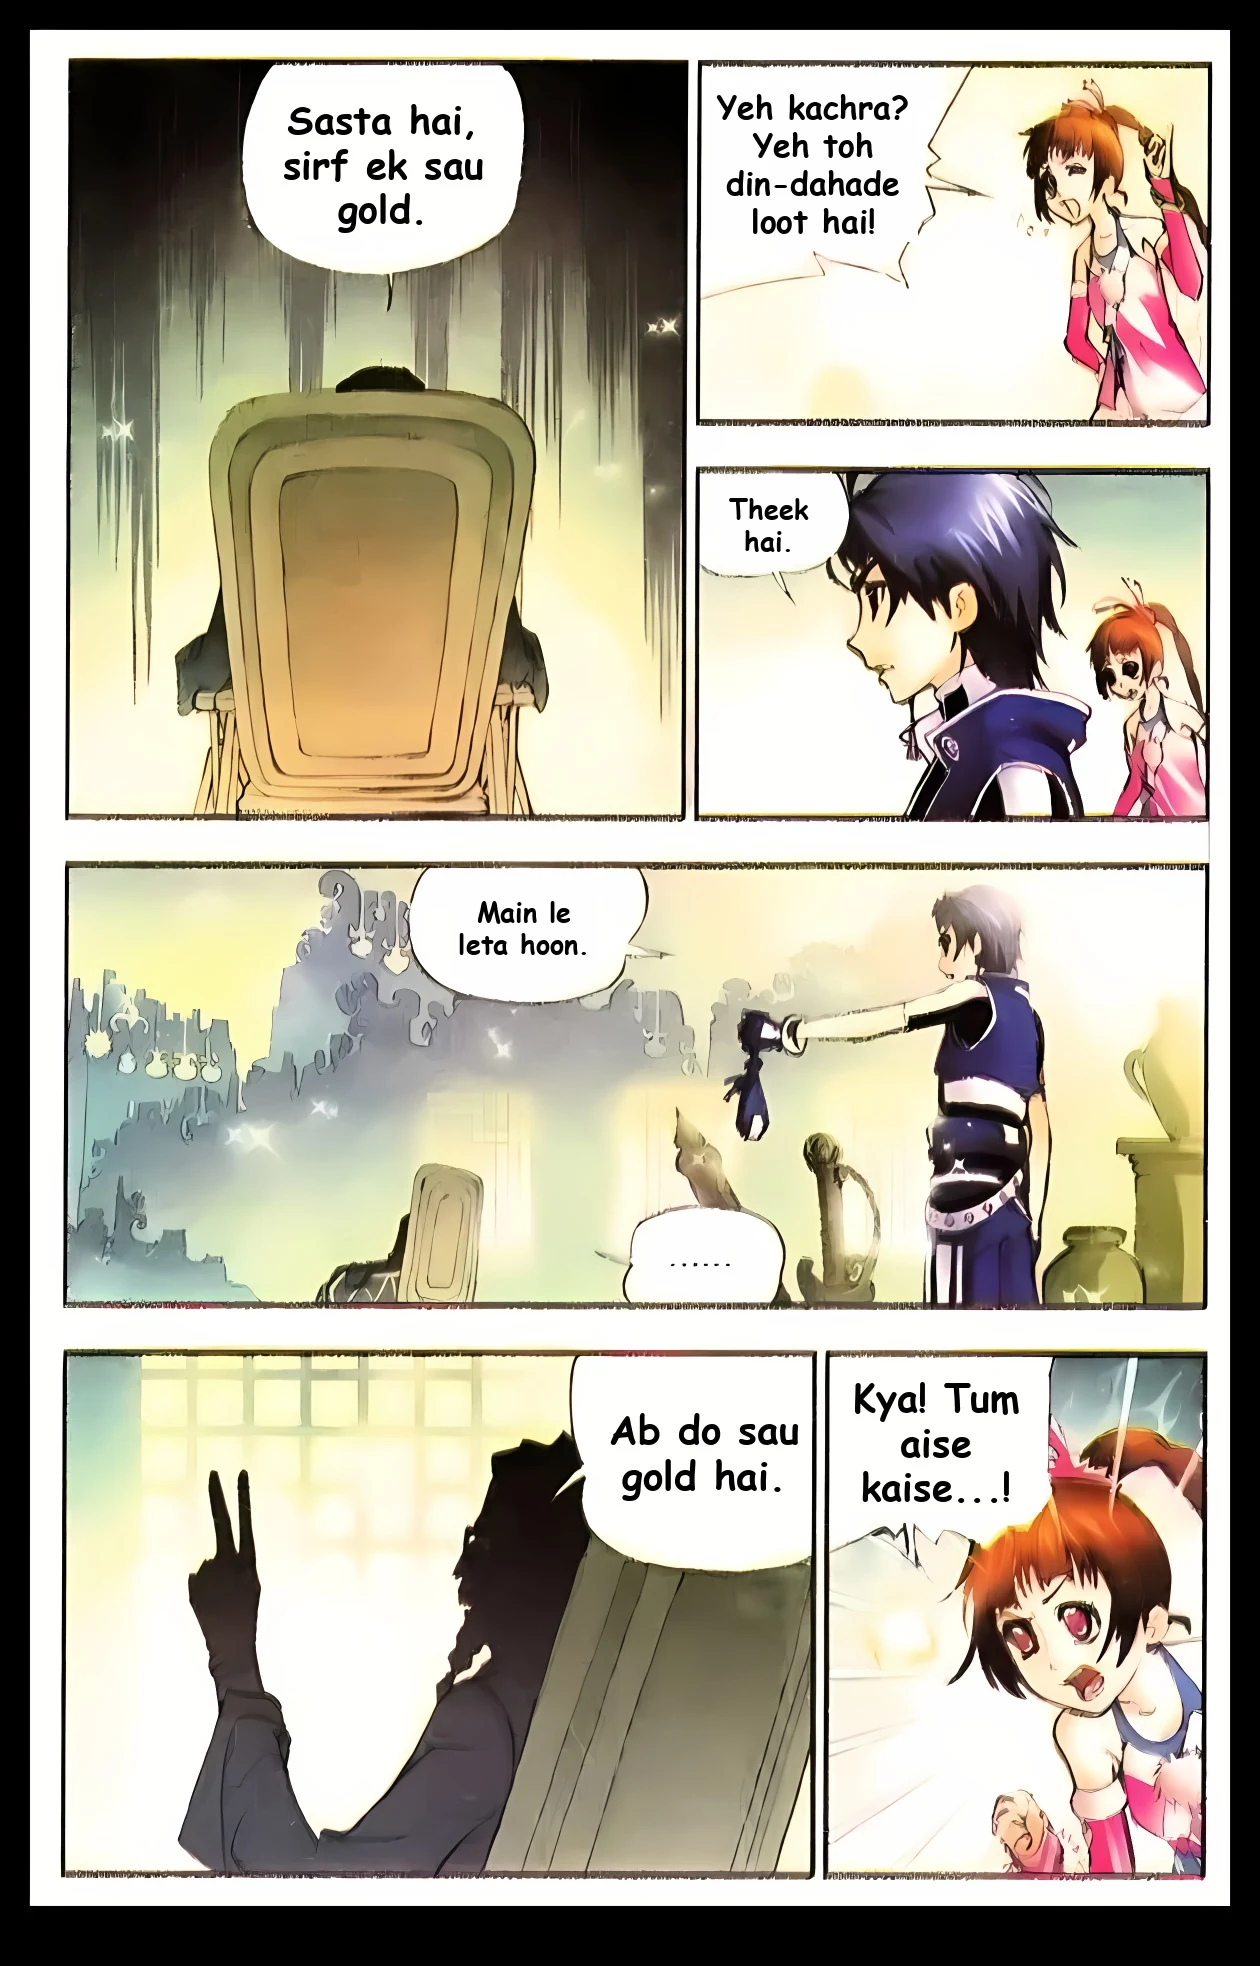 Sasta hai,
sirf ek sau
gold.
Yeh kachra?
Yeh toh
din-dahade
loot hai!
Theek
hai.
Main le
leta hoon.
......
Ab do sau
gold hai.
Kya! Tum
aise
kaise...!